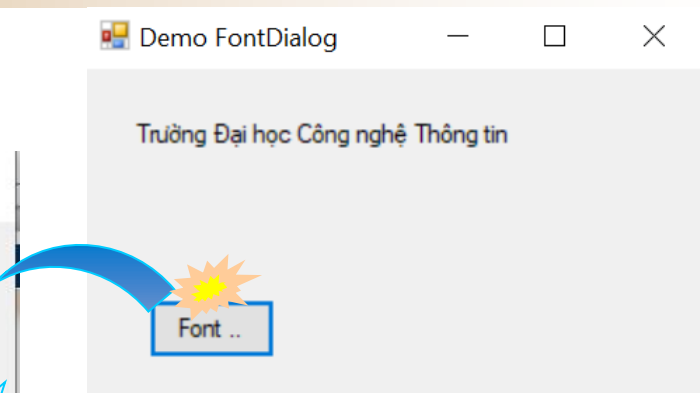 Demo FontDialog
Trường Đại học Công nghệ Thông tin
Font ..